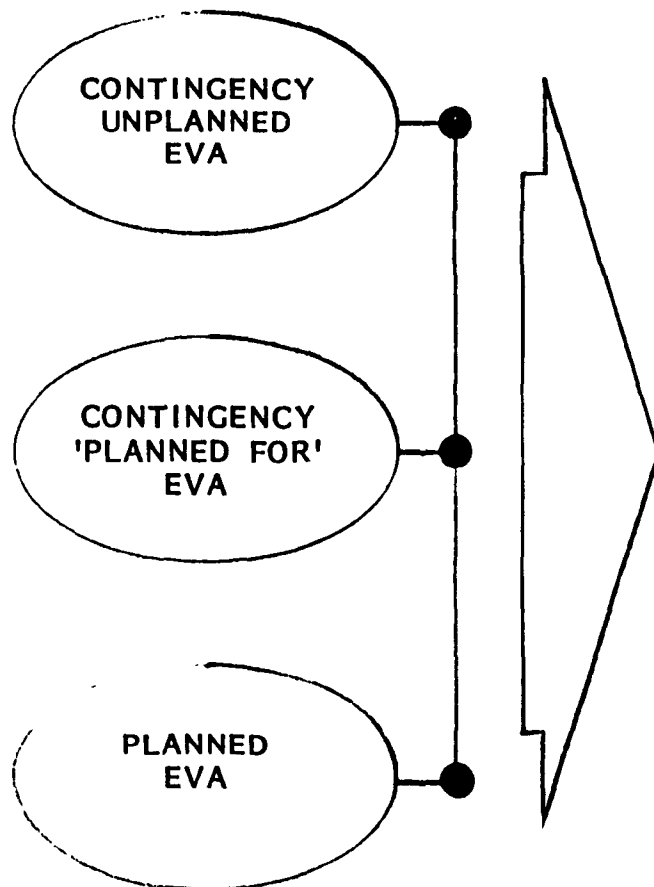 CONTINGENCY
UNPLANNED
EVA
CONTINGENCY
'PLANNED FOR'
EVA
PLANNED
EVA